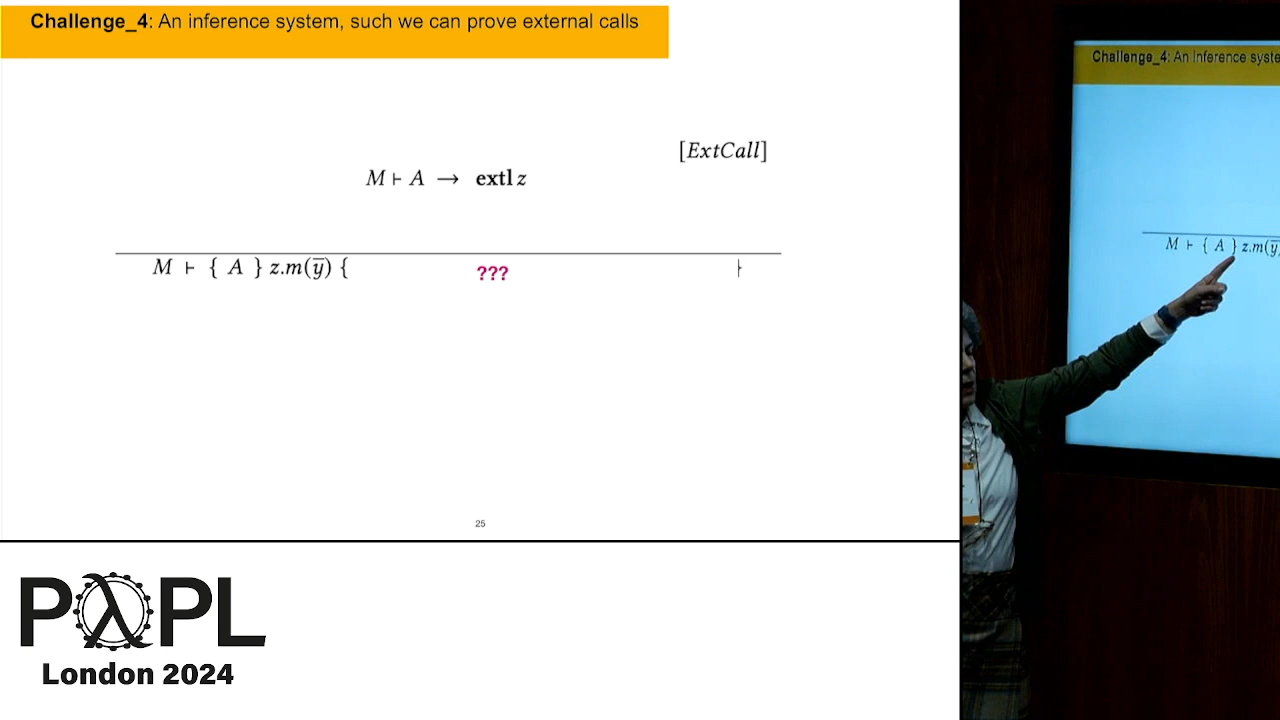 Challenge_4: An inference system, such we can prove external calls
[ExtCall]
M ⊢ A → extl z
M ⊢ { A } z.m(y̅) {
???
25
PλPL
London 2024
Challenge_4: An inference syste
M ⊢ { A } z.m(y̅)